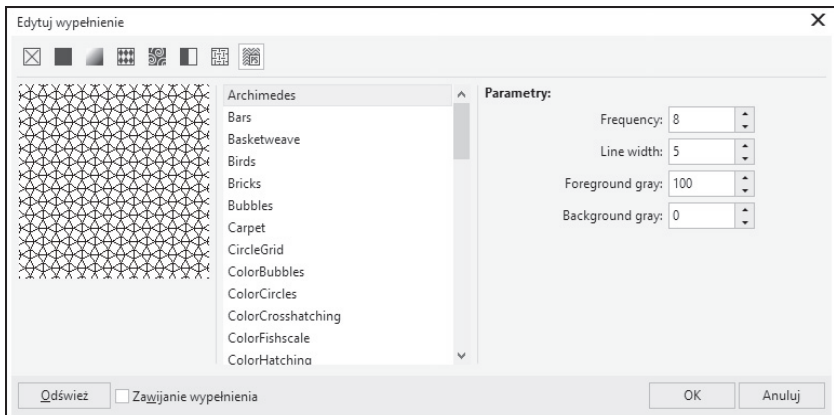 Edytuj wypełnienie
X
PS
Archimedes
Bars
Basketweave
Birds
Bricks
Bubbles
Carpet
CircleGrid
ColorBubbles
ColorCircles
ColorCrosshatching
ColorFishscale
ColorHatching
Parametry:
Frequency: 8
Line width: 5
Foreground gray: 100
Background gray: 0
Odśwież
Zawijanie wypełnienia
OK
Anuluj